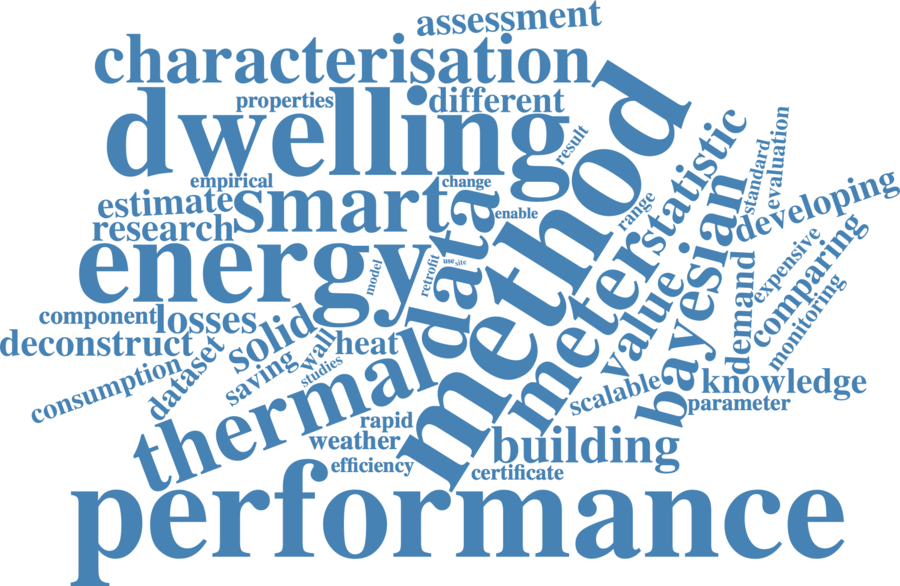 assessment
characterisation
properties
different
dwelling
result
method
statistic
standard
evaluation
empirical
change
smart
data
enable
range
estimate
research
energy
model
retrofit
use
site
meter
value
bayesian
developing
demand
expensive
comparing
monitoring
component
losses
solid
wall
heat
deconstruct
dataset
saving
studies
consumption
thermal
scalable
knowledge
parameter
rapid
weather
building
efficiency
certificate
performance